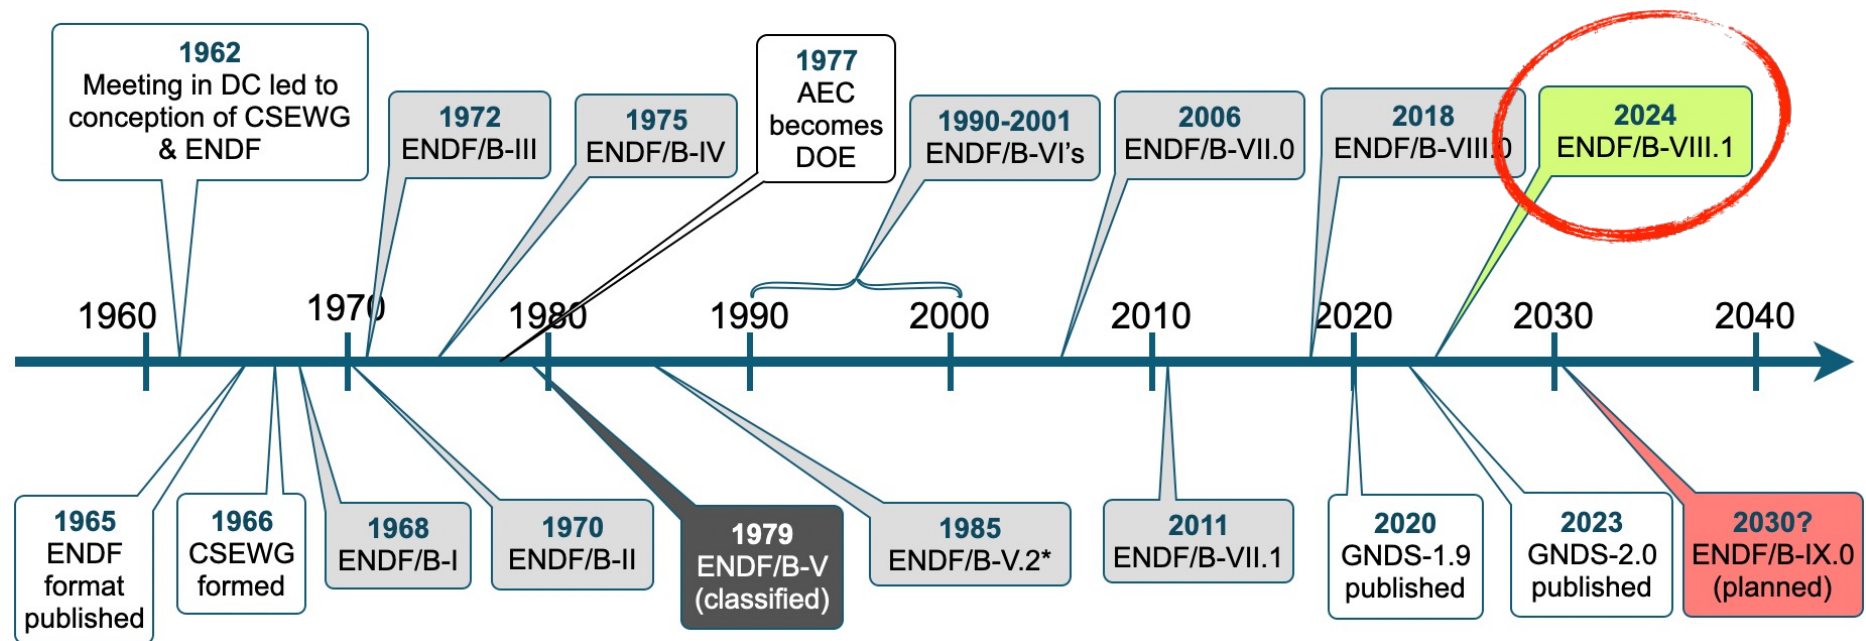 1962
Meeting in DC led to
conception of CSEWG
& ENDF
1972
ENDF/B-III
1975
ENDF/B-IV
1977
AEC
becomes
DOE
1990-2001
ENDF/B-VI's
2006
ENDF/B-VII.0
2018
ENDF/B-VIII.0
2024
ENDF/B-VIII.1
1960
1970
1980
1990
2000
2010
2020
2030
2040
1965
ENDF
format
published
1966
CSEWG
formed
1968
ENDF/B-I
1970
ENDF/B-II
1979
ENDF/B-V
(classified)
1985
ENDF/B-V.2*
2011
ENDF/B-VII.1
2020
GNDS-1.9
published
2023
GNDS-2.0
published
2030?
ENDF/B-IX.0
(planned)